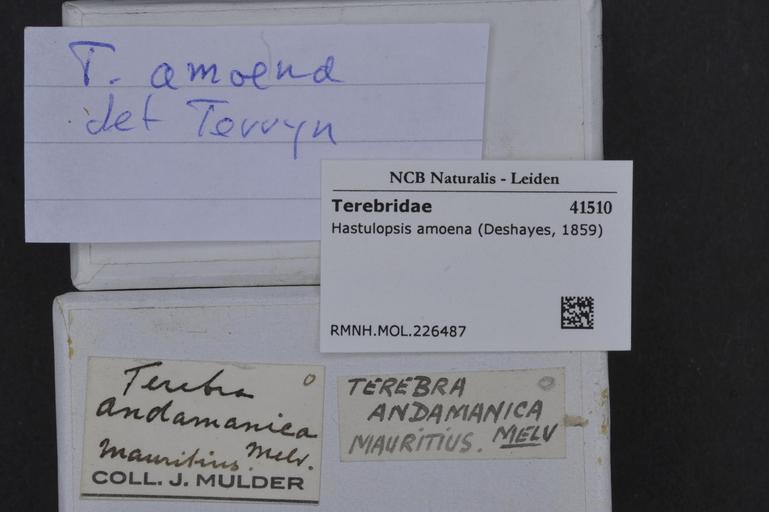 T. amoena
det Terryn
NCB Naturalis - Leiden
Terebridae 41510
Hastulopsis amoena (Deshayes, 1859)
RMNH.MOL.226487
Terebra
andamanica
Melv.
Mauritius.
COLL. J. MULDER
TEREBRA
ANDAMANICA
MAURITIUS. MELV